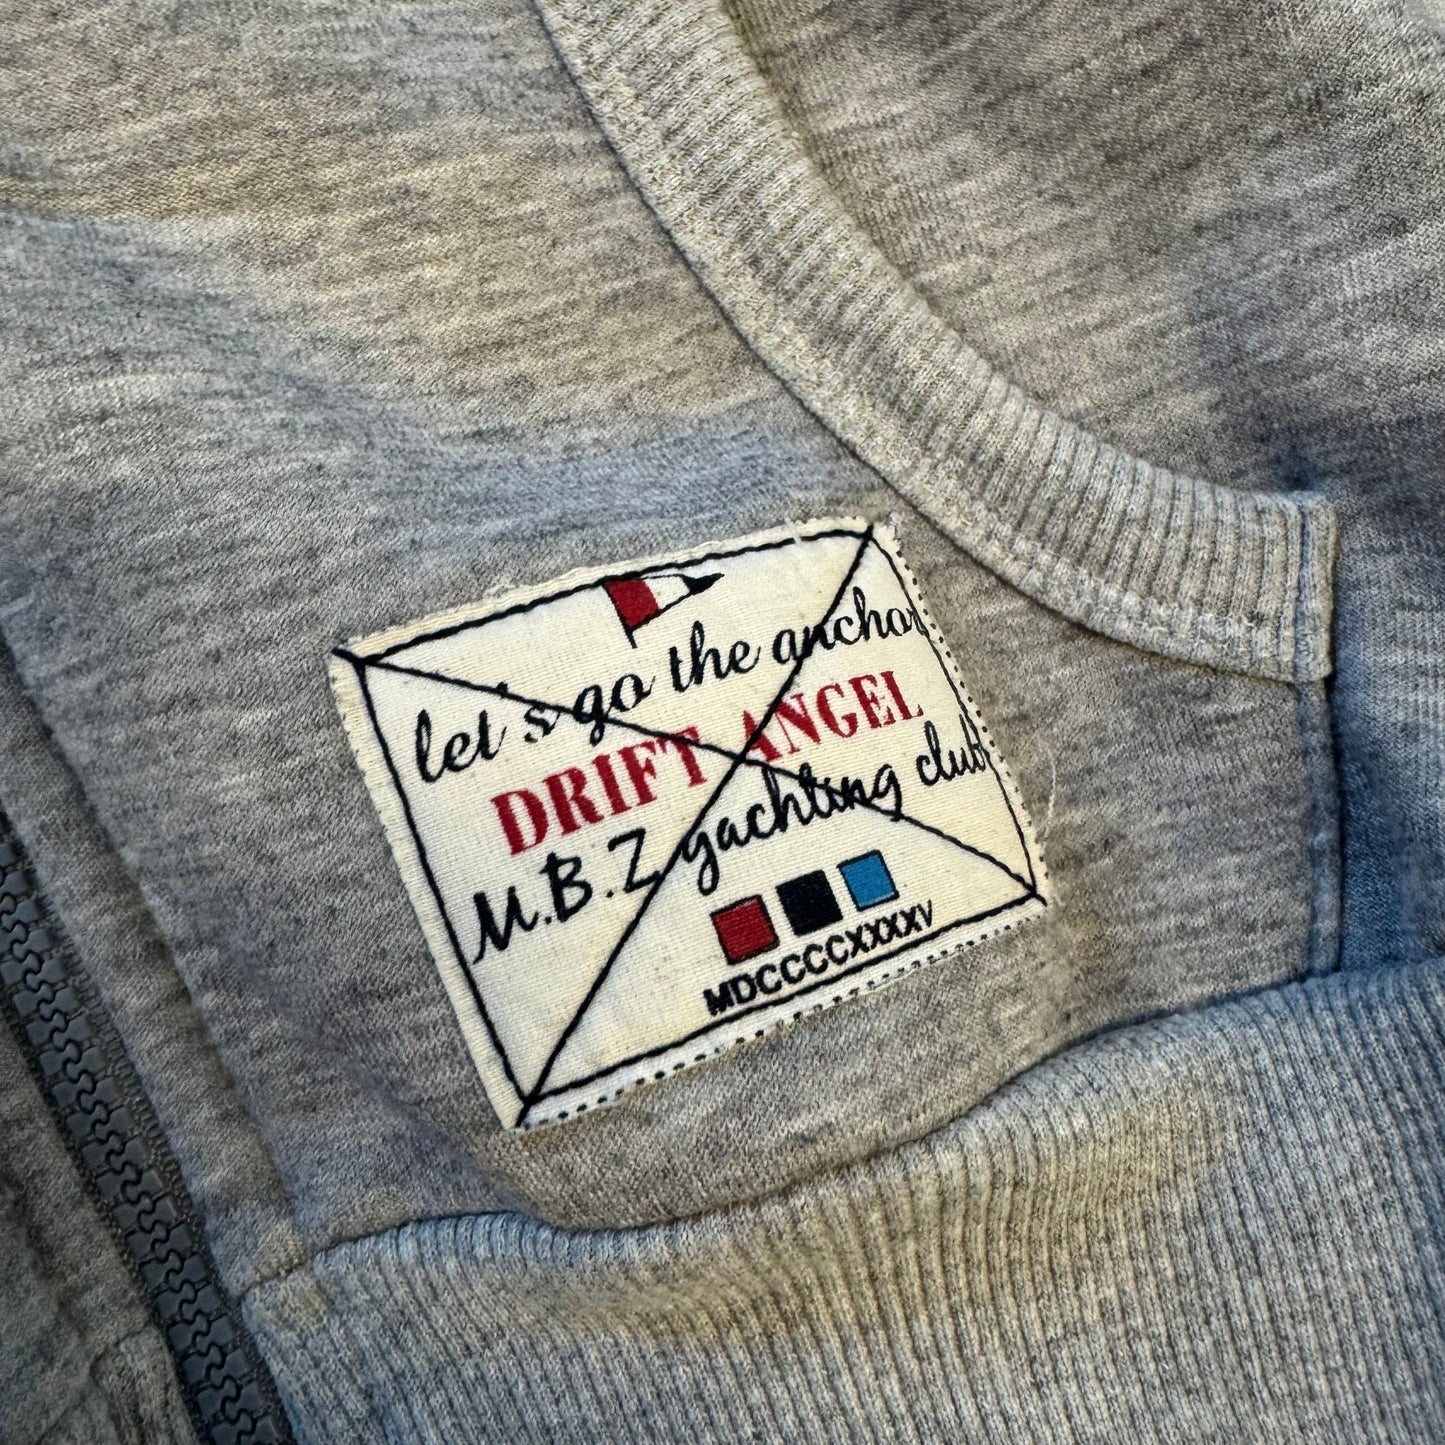 let's go the anchor
DRIFT ANGEL
M.B.Z yachting club
MDCCCCXXXXV